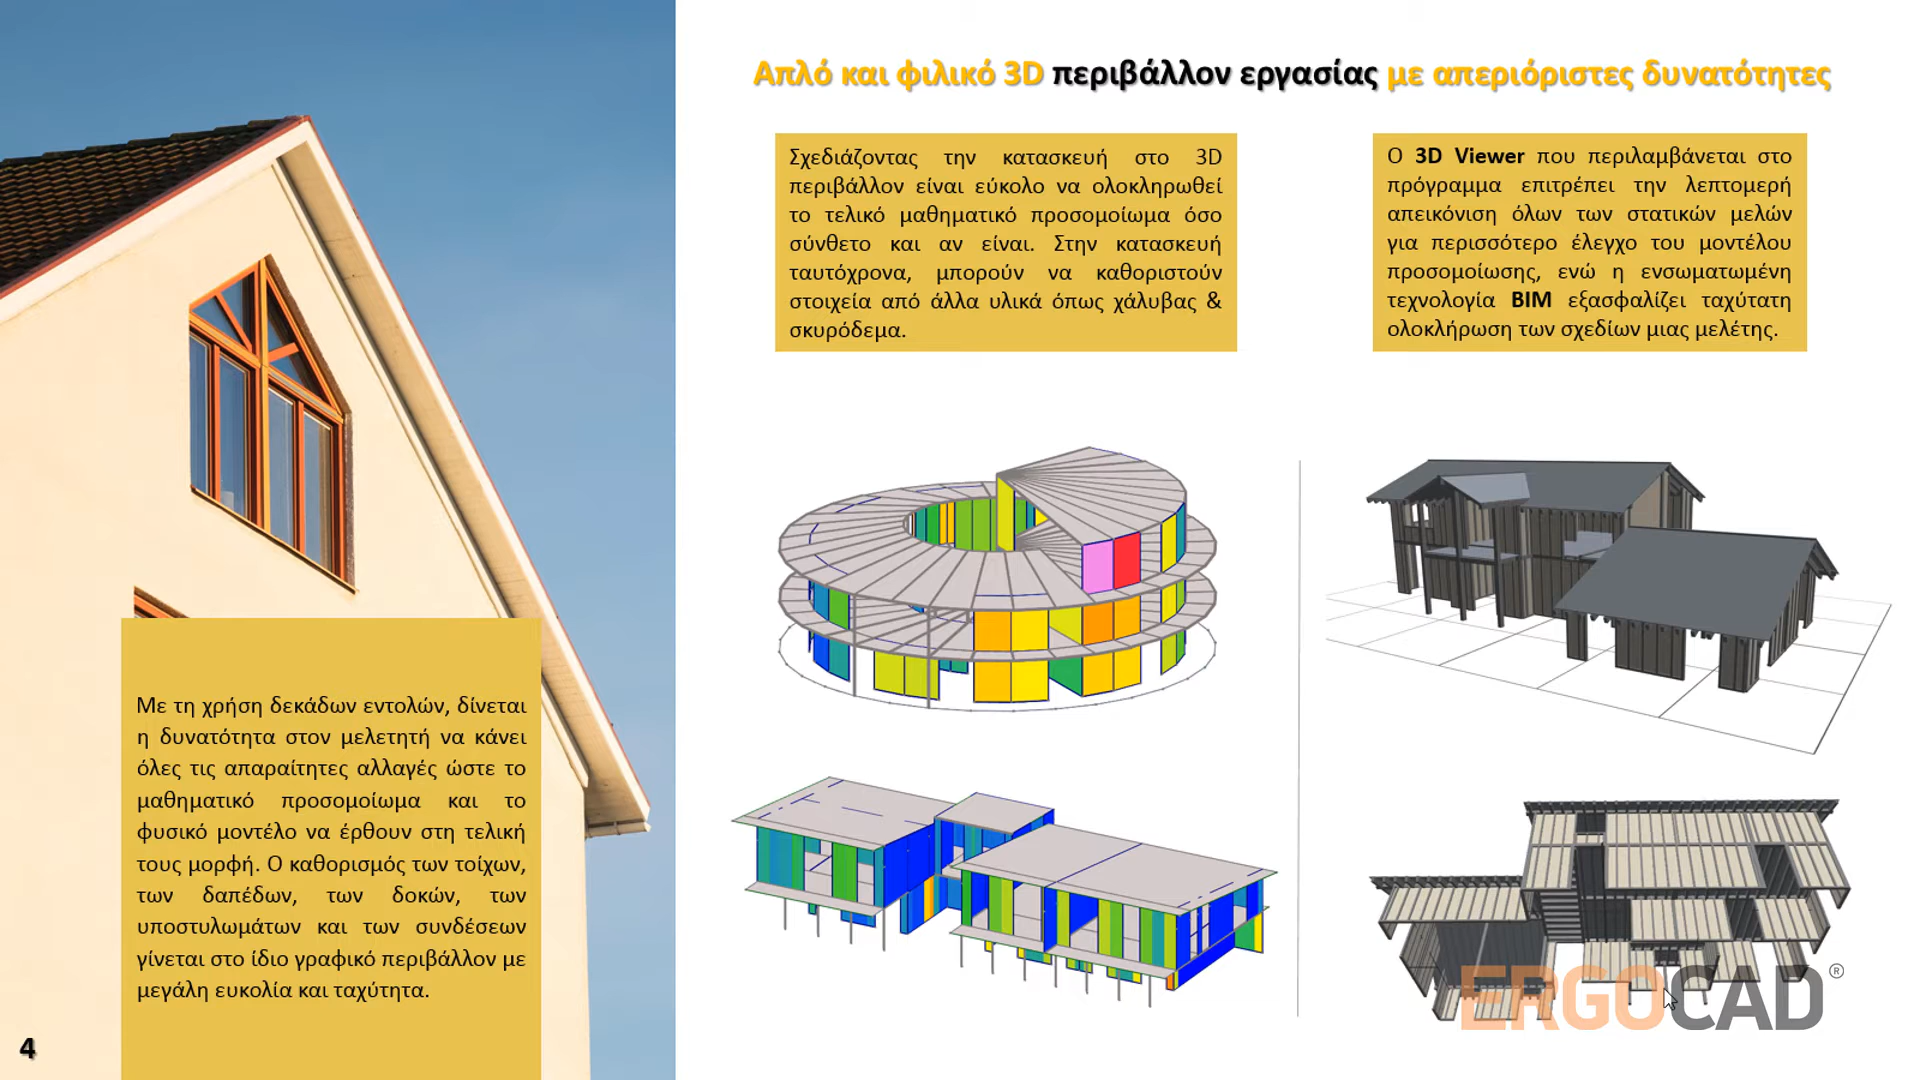 Απλό και φιλικό 3D περιβάλλον εργασίας με απεριόριστες δυνατότητες
Σχεδιάζοντας την κατασκευή στο 3D
περιβάλλον είναι εύκολο να ολοκληρωθεί
το τελικό μαθηματικό προσομοίωμα όσο
σύνθετο και αν είναι. Στην κατασκευή
ταυτόχρονα, μπορούν να καθοριστούν
στοιχεία από άλλα υλικά όπως χάλυβας &
σκυρόδεμα.
Ο 3D Viewer που περιλαμβάνεται στο
πρόγραμμα επιτρέπει την λεπτομερή
απεικόνιση όλων των στατικών μελών
για περισσότερο έλεγχο του μοντέλου
προσομοίωσης, ενώ η ενσωματωμένη
τεχνολογία BIM εξασφαλίζει ταχύτατη
ολοκλήρωση των σχεδίων μιας μελέτης.
Με τη χρήση δεκάδων εντολών, δίνεται
η δυνατότητα στον μελετητή να κάνει
όλες τις απαραίτητες αλλαγές ώστε το
μαθηματικό προσομοίωμα και το
φυσικό μοντέλο να έρθουν στη τελική
τους μορφή. Ο καθορισμός των τοίχων,
των δαπέδων, των δοκών, των
υποστυλωμάτων και των συνδέσεων
γίνεται στο ίδιο γραφικό περιβάλλον με
μεγάλη ευκολία και ταχύτητα.
ERGOCAD®
4